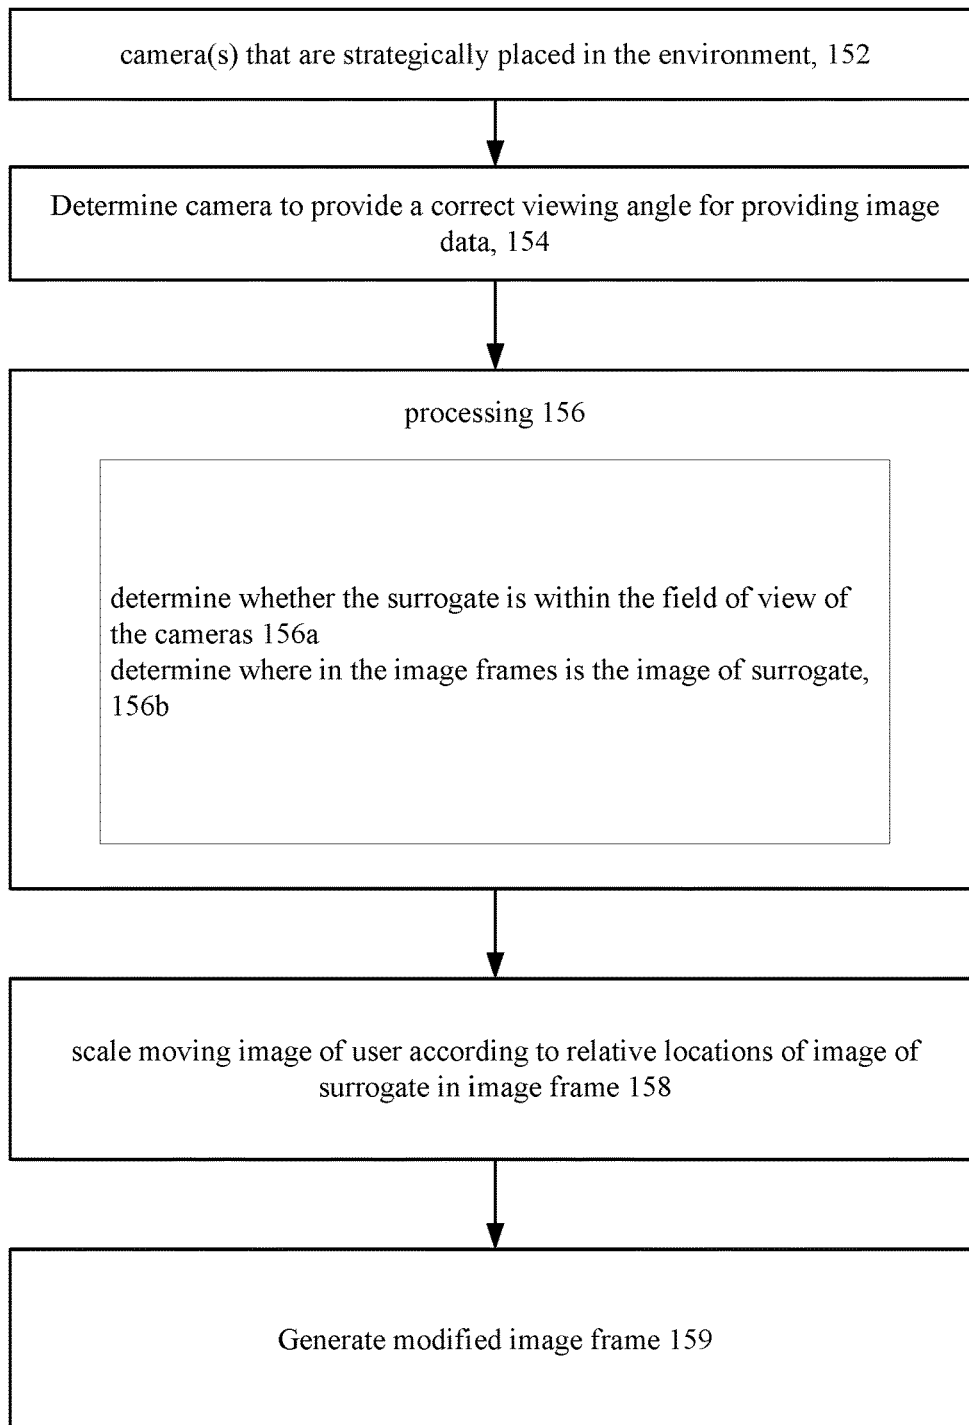 camera(s) that are strategically placed in the environment, 152
Determine camera to provide a correct viewing angle for providing image
data, 154
processing 156
determine whether the surrogate is within the field of view of
the cameras 156a
determine where in the image frames is the image of surrogate,
156b
scale moving image of user according to relative locations of image of
surrogate in image frame 158
Generate modified image frame 159